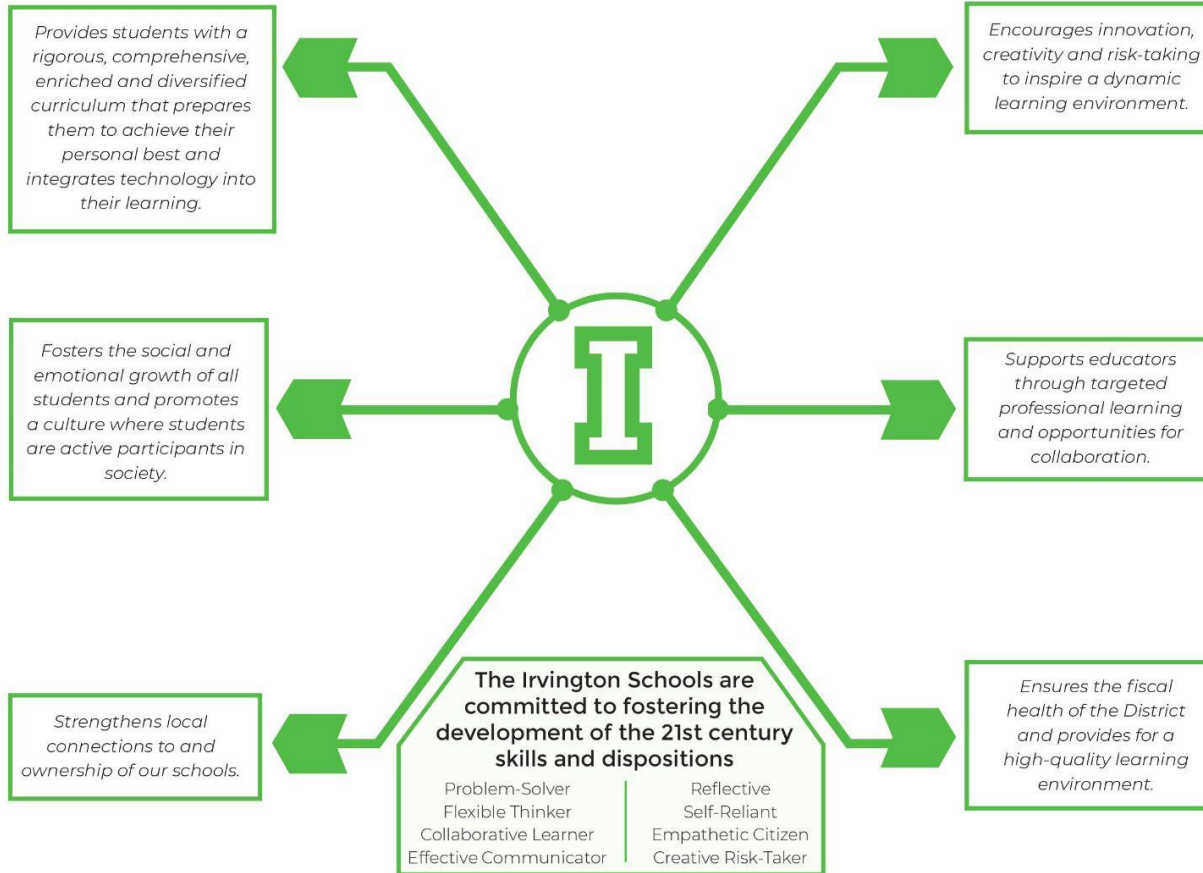 Provides students with a
rigorous, comprehensive,
enriched and diversified
curriculum that prepares
them to achieve their
personal best and
integrates technology into
their learning.
Encourages innovation,
creativity and risk-taking
to inspire a dynamic
learning environment.
Fosters the social and
emotional growth of all
students and promotes
a culture where students
are active participants in
society.
I
Supports educators
through targeted
professional learning
and opportunities for
collaboration.
Strengthens local
connections to and
ownership of our schools.
The Irvington Schools are
committed to fostering the
development of the 21st century
skills and dispositions
Problem-Solver
Flexible Thinker
Collaborative Learner
Effective Communicator
Reflective
Self-Reliant
Empathetic Citizen
Creative Risk-Taker
Ensures the fiscal
health of the District
and provides for a
high-quality learning
environment.